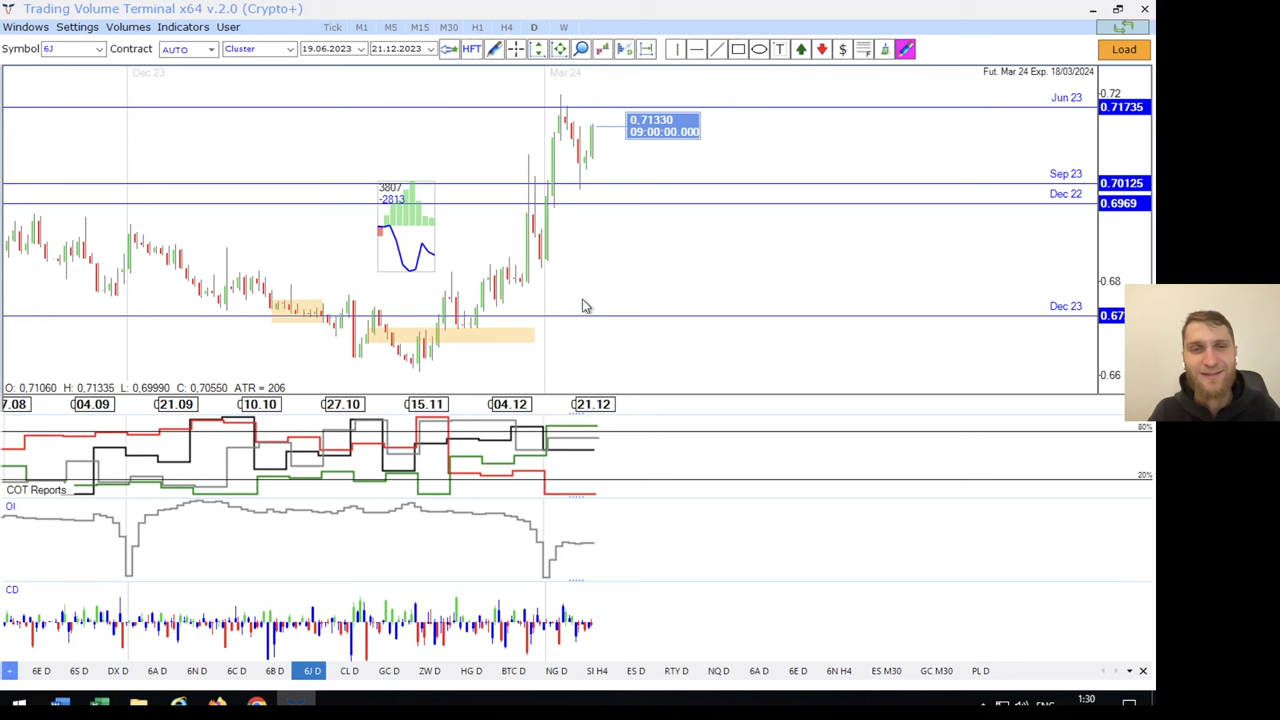 Trading Volume Terminal x64 v.2.0 (Crypto+)
Windows Settings Volumes Indicators User Tick M1 M5 M15 M30 H1 H4 D W
Symbol 6J Contract AUTO Cluster 19.06.2023 21.12.2023 HFT T $ Load
Dec 23 Mar 24 Fut. Mar 24 Exp. 18/03/2024 0.72
Jun 23 0.71735
0,71330
09:00:00.000
Sep 23 0.70125
3807
-2813
Dec 22 0.6969
0.68
Dec 23 0.67
0.66
O: 0,71060 H: 0,71335 L: 0,69990 C: 0,70550 ATR = 206
7.08 04.09 21.09 10.10 27.10 15.11 04.12 21.12
80%
20%
COT Reports
OI
CD
+ 6E D 6S D DX D 6A D 6N D 6C D 6B D 6J D CL D GC D ZW D HG D BTC D NG D SI H4 ES D RTY D NQ D 6A D 6E D 6N H4 ES M30 GC M30 PL D
ENG 1:30